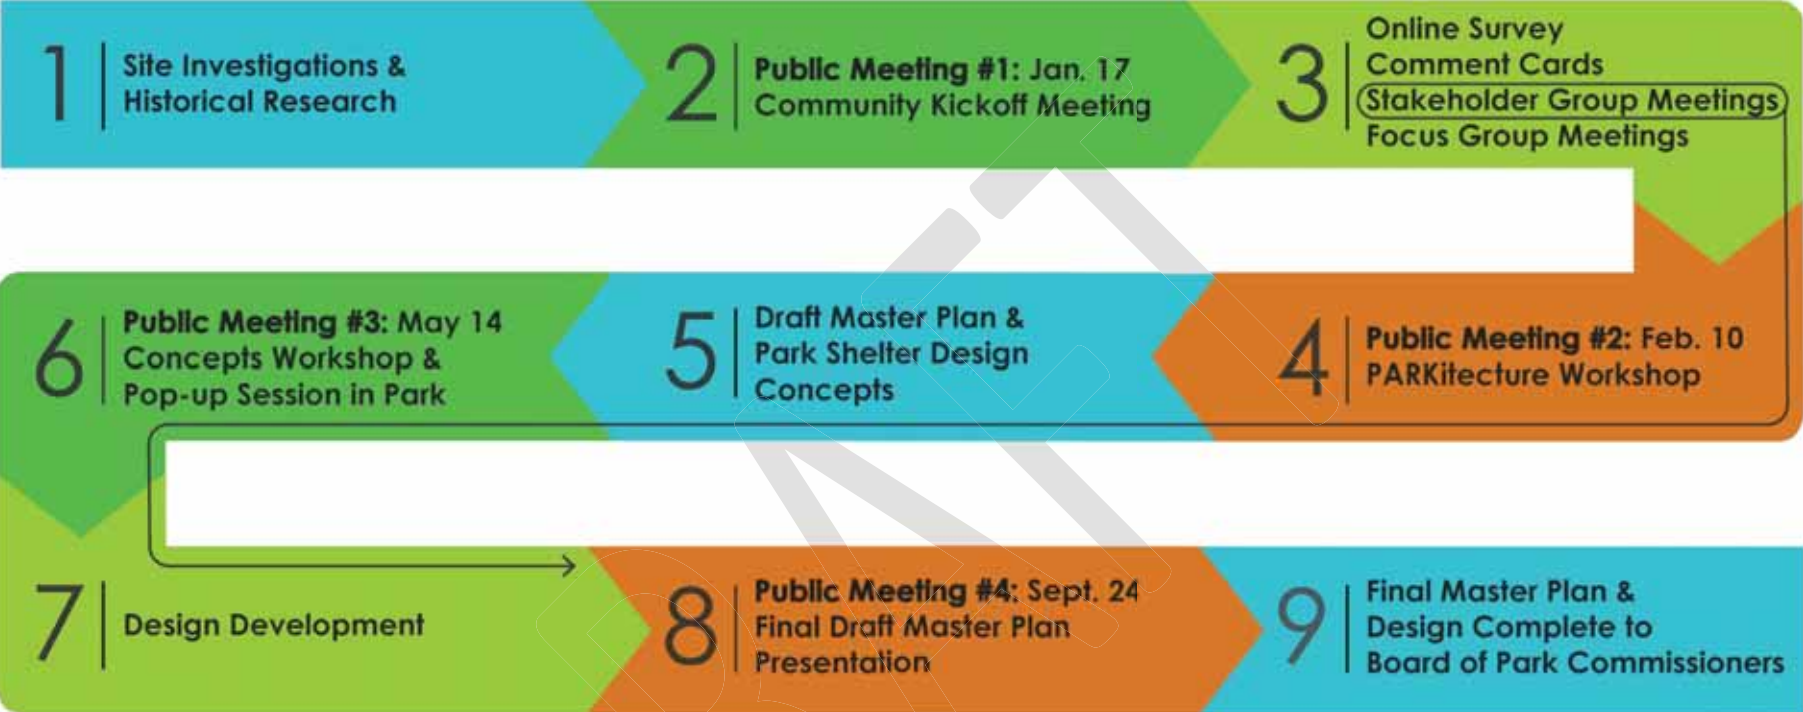 1
Site Investigations &
Historical Research
2
Public Meeting #1: Jan. 17
Community Kickoff Meeting
3
Online Survey
Comment Cards
Stakeholder Group Meetings
Focus Group Meetings
4
Public Meeting #2: Feb. 10
PARKitecture Workshop
5
Draft Master Plan &
Park Shelter Design
Concepts
6
Public Meeting #3: May 14
Concepts Workshop &
Pop-up Session in Park
7
Design Development
8
Public Meeting #4: Sept. 24
Final Draft Master Plan
Presentation
9
Final Master Plan &
Design Complete to
Board of Park Commissioners